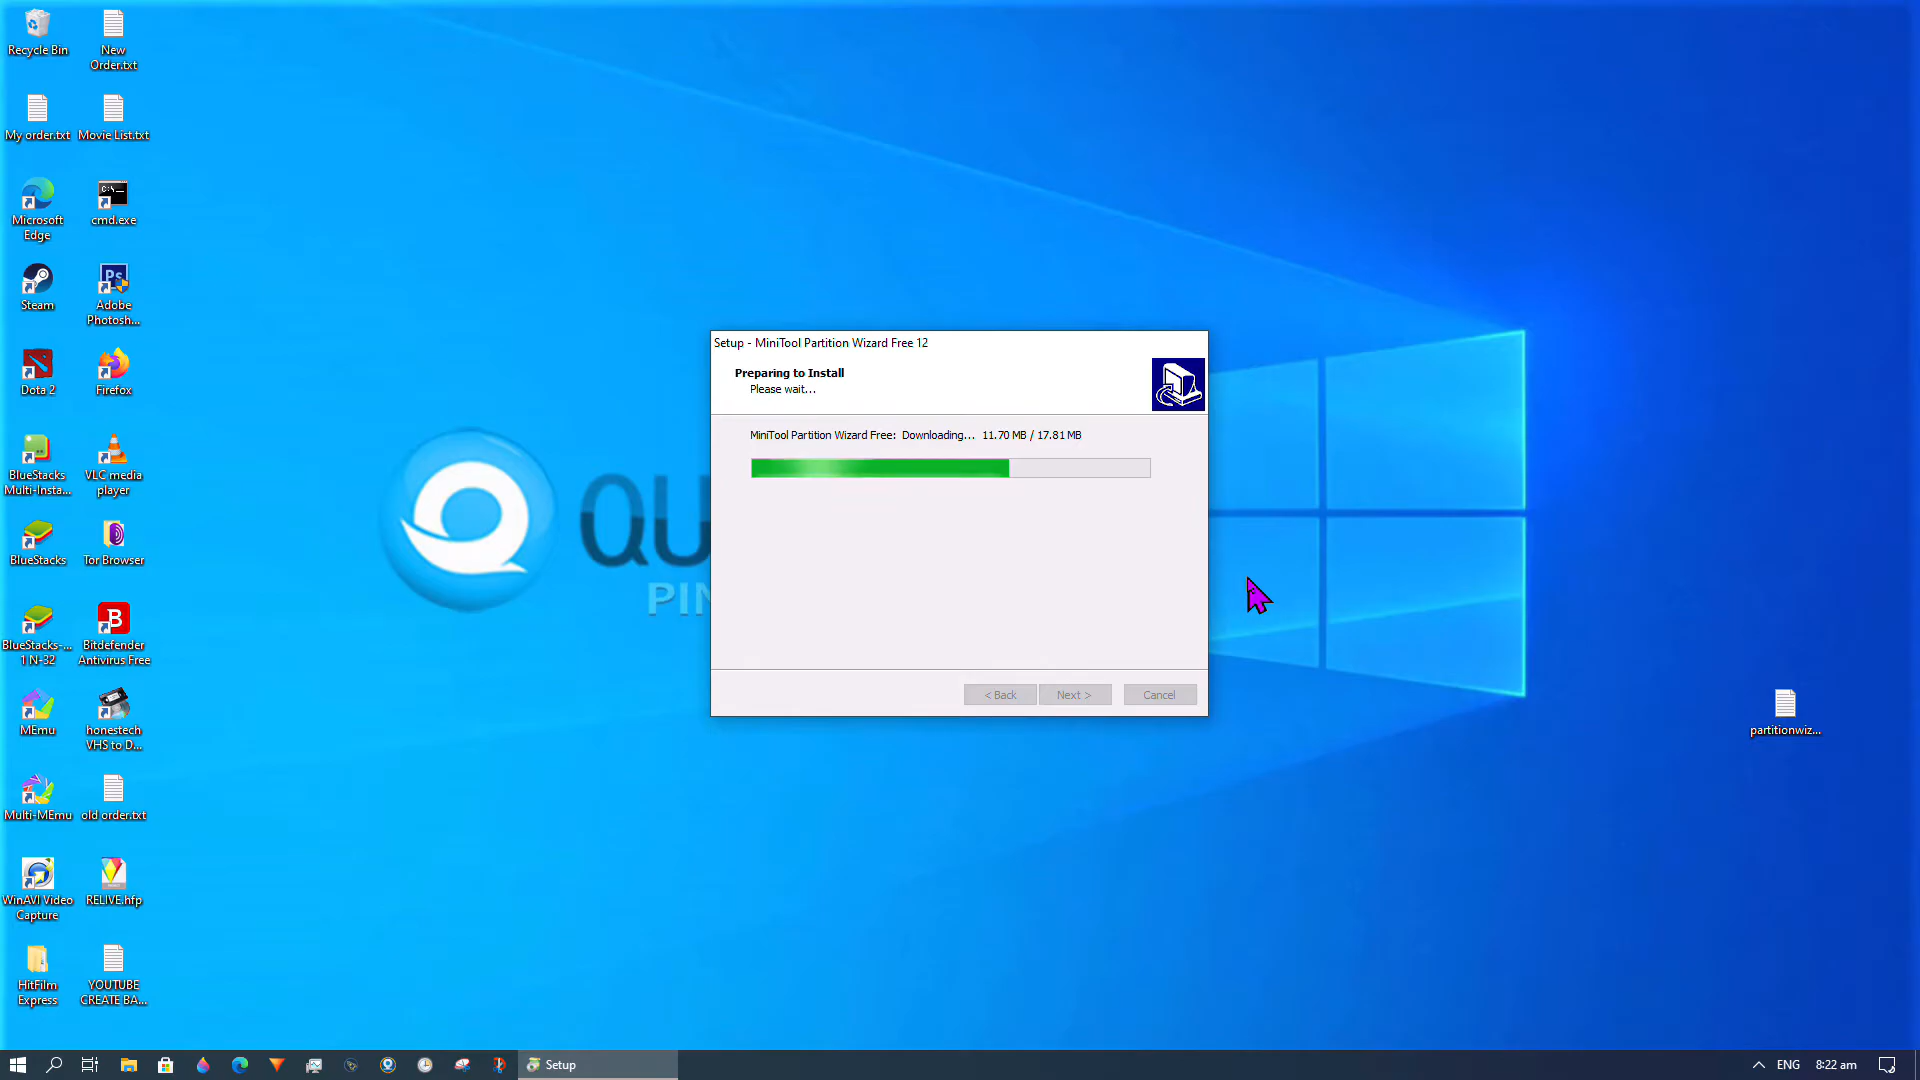 Recycle Bin
New
Order.txt
My order.txt
Movie List.txt
Microsoft
Edge
cmd.exe
C:\
Steam
Ps
Adobe
Photosh...
Dota 2
Firefox
BlueStacks
Multi-Insta...
VLC media
player
BlueStacks
Tor Browser
BlueStacks-...
1 N-32
B
Bitdefender
Antivirus Free
MEmu
honestech
VHS to D...
Multi-MEmu
old order.txt
WinAVI Video
Capture
RELIVE.hfp
HitFilm
Express
YOUTUBE
CREATE BA...
QU
PIN
Setup - MiniTool Partition Wizard Free 12
Preparing to Install
Please wait...
MiniTool Partition Wizard Free: Downloading... 11.70 MB / 17.81 MB
< Back
Next >
Cancel
partitionwiz...
Setup
ENG
8:22 am